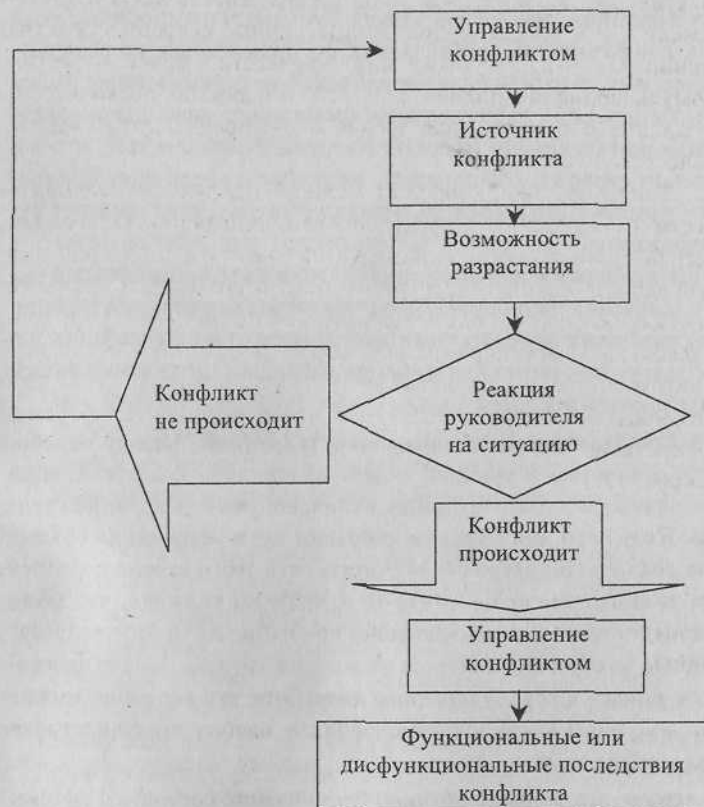 Управление
конфликтом
Источник
конфликта
Возможность
разрастания
Конфликт
не происходит
Реакция
руководителя
на ситуацию
Конфликт
происходит
Управление
конфликтом
Функциональные или
дисфункциональные последствия
конфликта